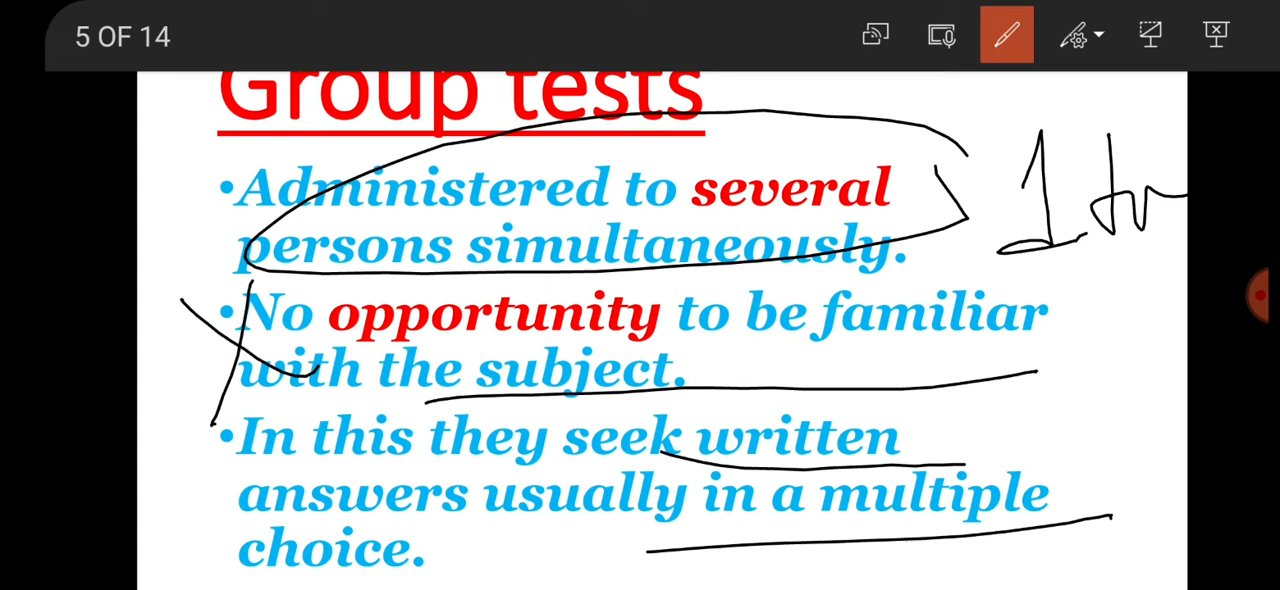 5 OF 14
Group tests
•Administered to several
persons simultaneously.
•No opportunity to be familiar
with the subject.
•In this they seek written
answers usually in a multiple
choice.
1